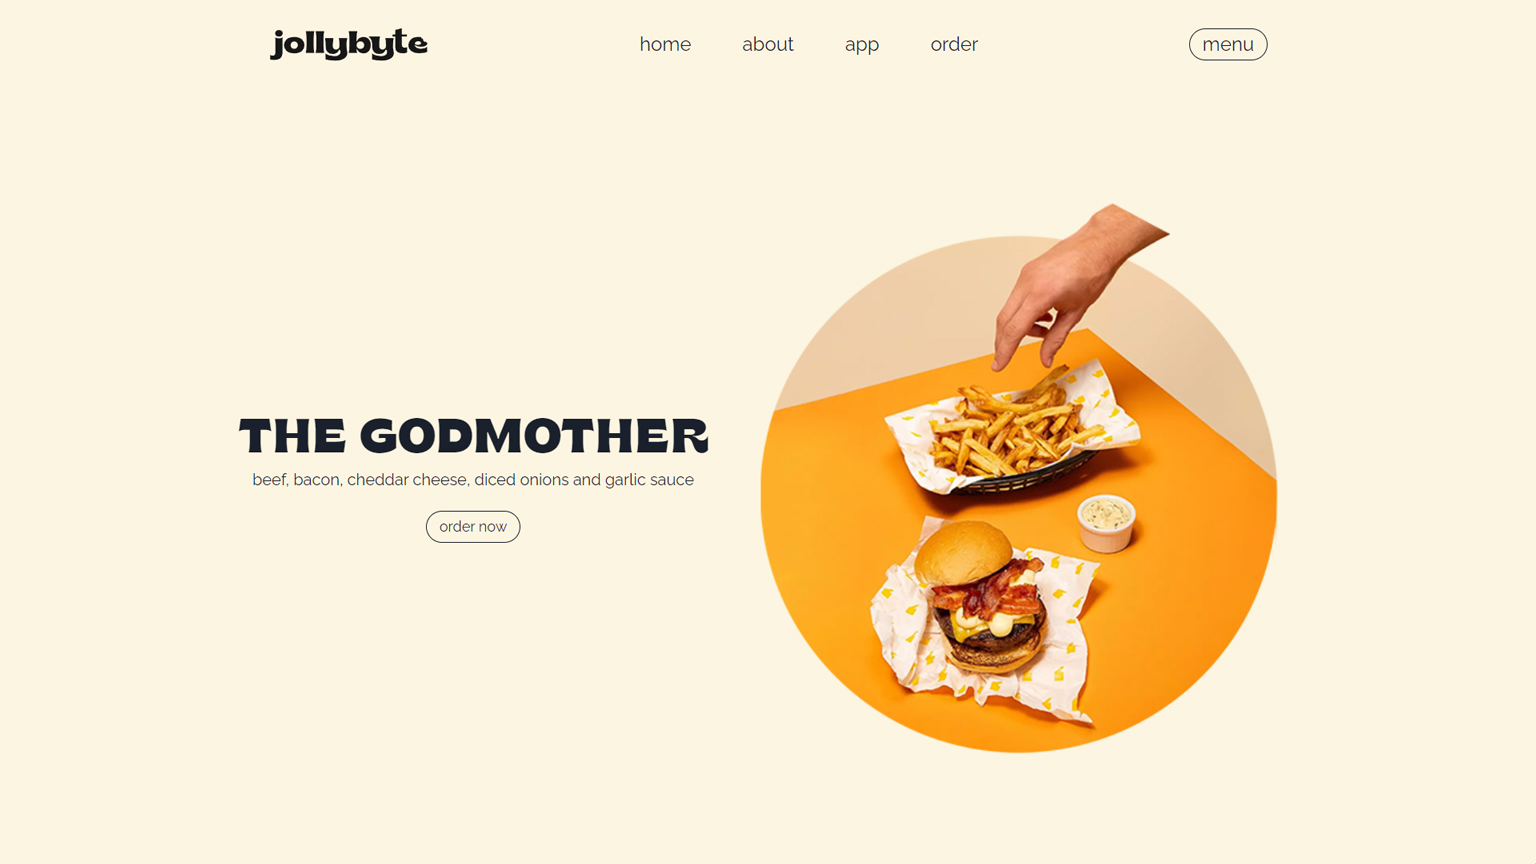 jollybyte
home about app order
menu
THE GODMOTHER
beef, bacon, cheddar cheese, diced onions and garlic sauce
order now